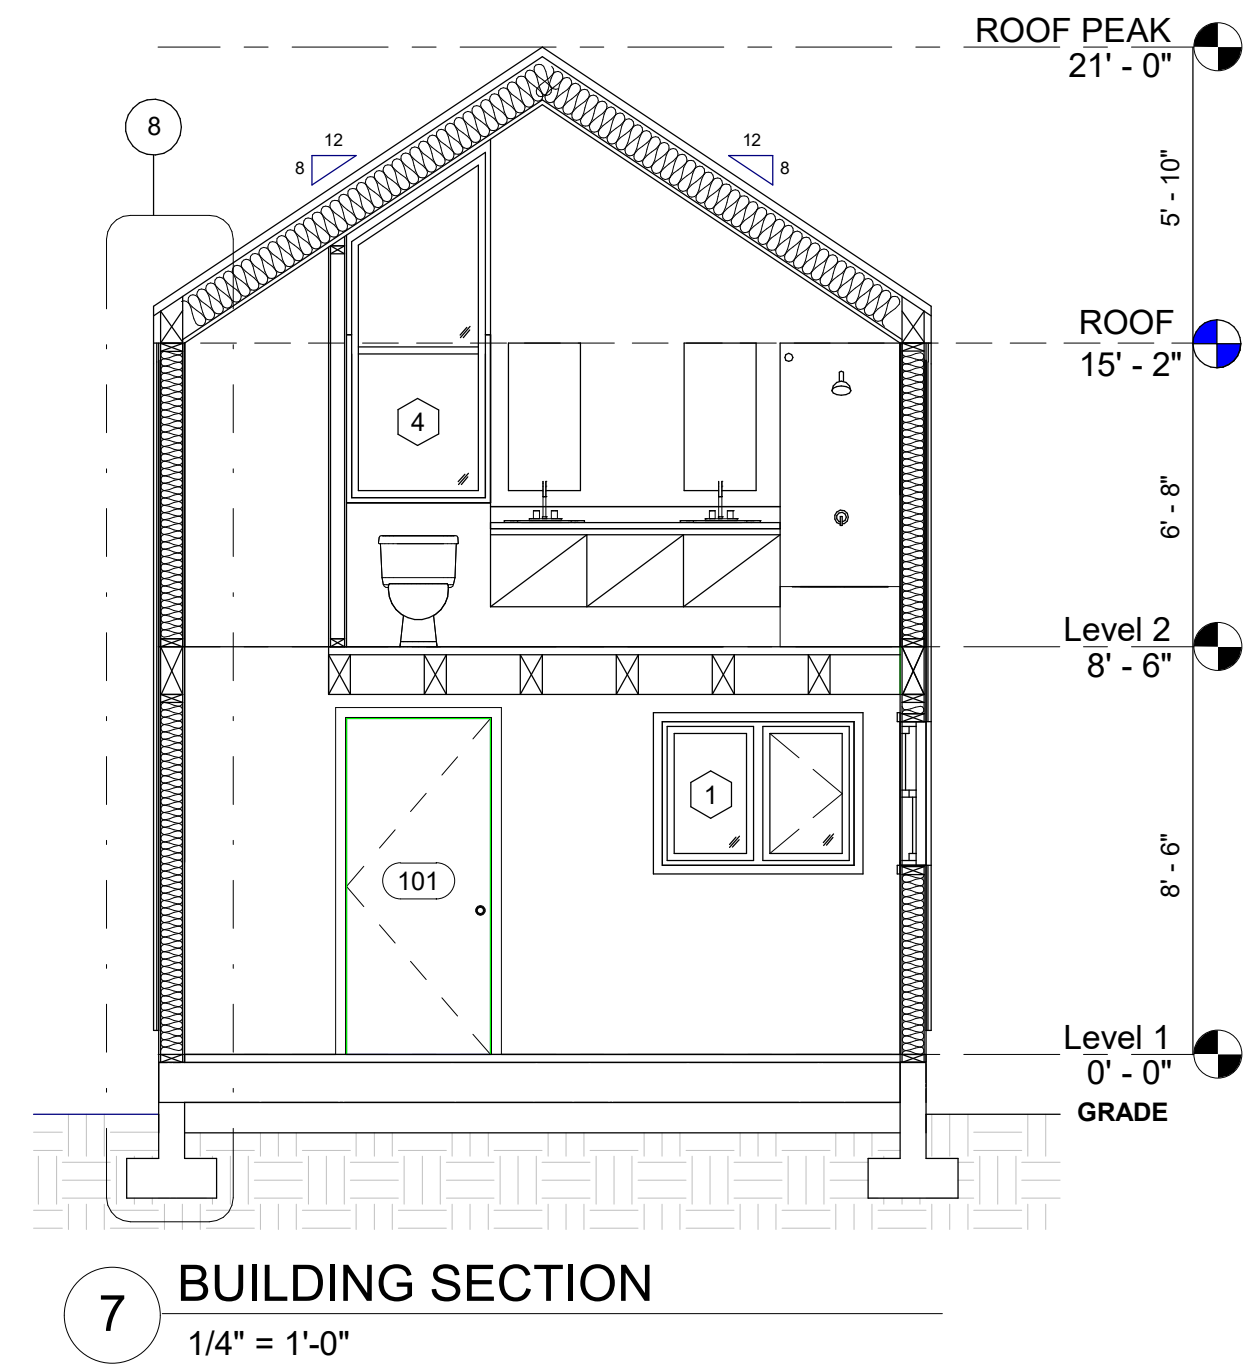 ROOF PEAK
21' - 0"
8
12
8
12
8
5' - 10"
ROOF
15' - 2"
4
6' - 8"
Level 2
8' - 6"
1
101
8' - 6"
Level 1
0' - 0"
GRADE
7
BUILDING SECTION
1/4" = 1'-0"